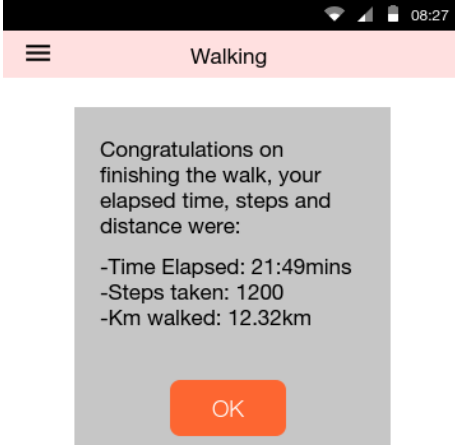 08:27
Walking
Congratulations on
finishing the walk, your
elapsed time, steps and
distance were:
-Time Elapsed: 21:49mins
-Steps taken: 1200
-Km walked: 12.32km
OK